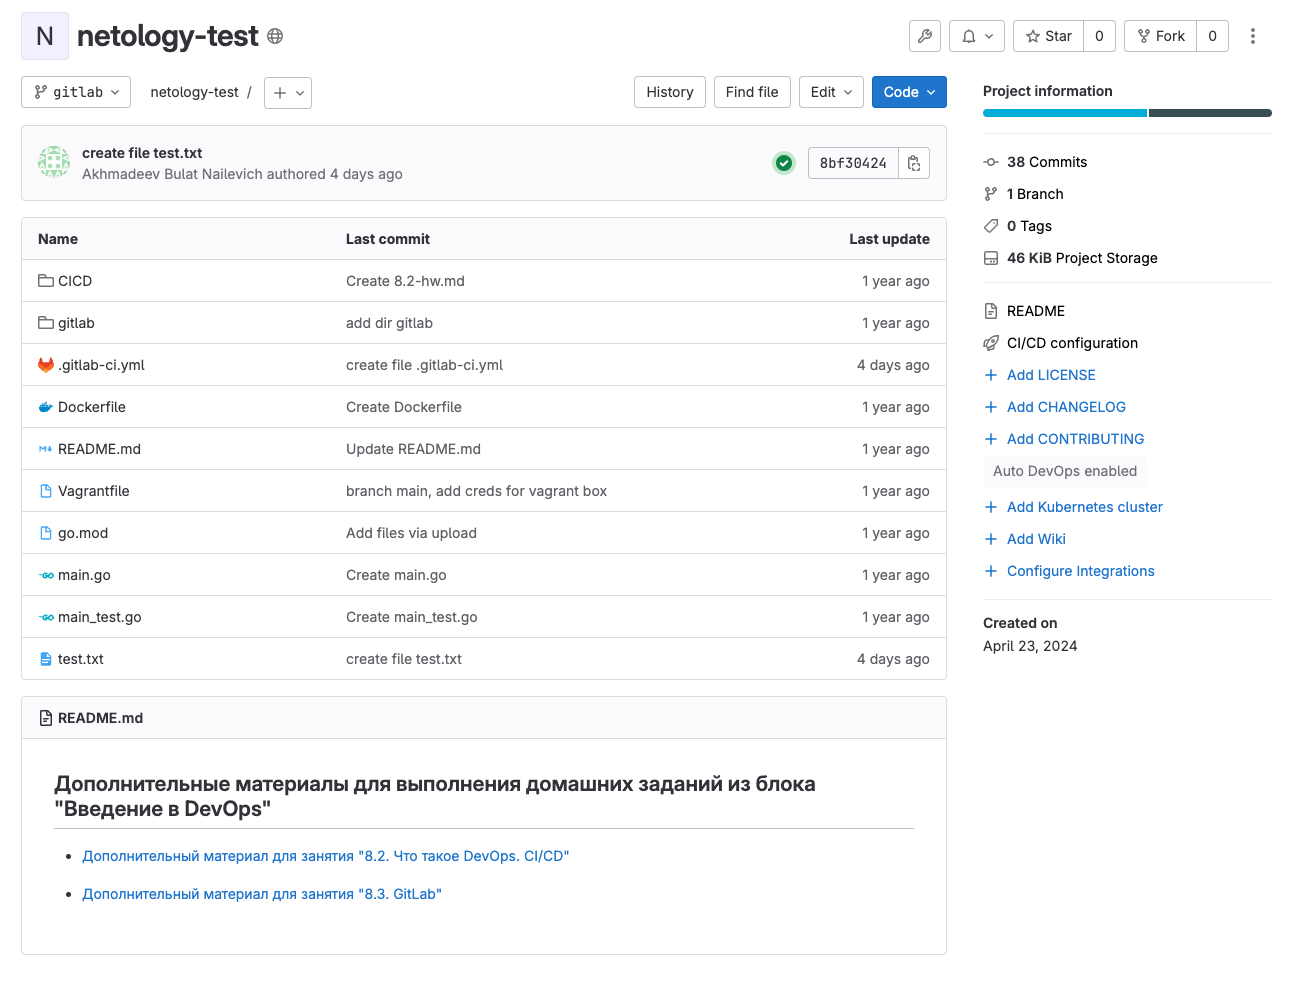 N netology-test Star 0 Fork 0
gitlab netology-test / + History Find file Edit Code
create file test.txt
Akhmadeev Bulat Nailevich authored 4 days ago
8bf30424
Name Last commit Last update
CICD Create 8.2-hw.md 1 year ago
gitlab add dir gitlab 1 year ago
.gitlab-ci.yml create file .gitlab-ci.yml 4 days ago
Dockerfile Create Dockerfile 1 year ago
README.md Update README.md 1 year ago
Vagrantfile branch main, add creds for vagrant box 1 year ago
go.mod Add files via upload 1 year ago
main.go Create main.go 1 year ago
main_test.go Create main_test.go 1 year ago
test.txt create file test.txt 4 days ago
README.md
Дополнительные материалы для выполнения домашних заданий из блока
"Введение в DevOps"
Дополнительный материал для занятия "8.2. Что такое DevOps. CI/CD"
Дополнительный материал для занятия "8.3. GitLab"
Project information
38 Commits
1 Branch
0 Tags
46 KiB Project Storage
README
CI/CD configuration
+ Add LICENSE
+ Add CHANGELOG
+ Add CONTRIBUTING
Auto DevOps enabled
+ Add Kubernetes cluster
+ Add Wiki
+ Configure Integrations
Created on
April 23, 2024